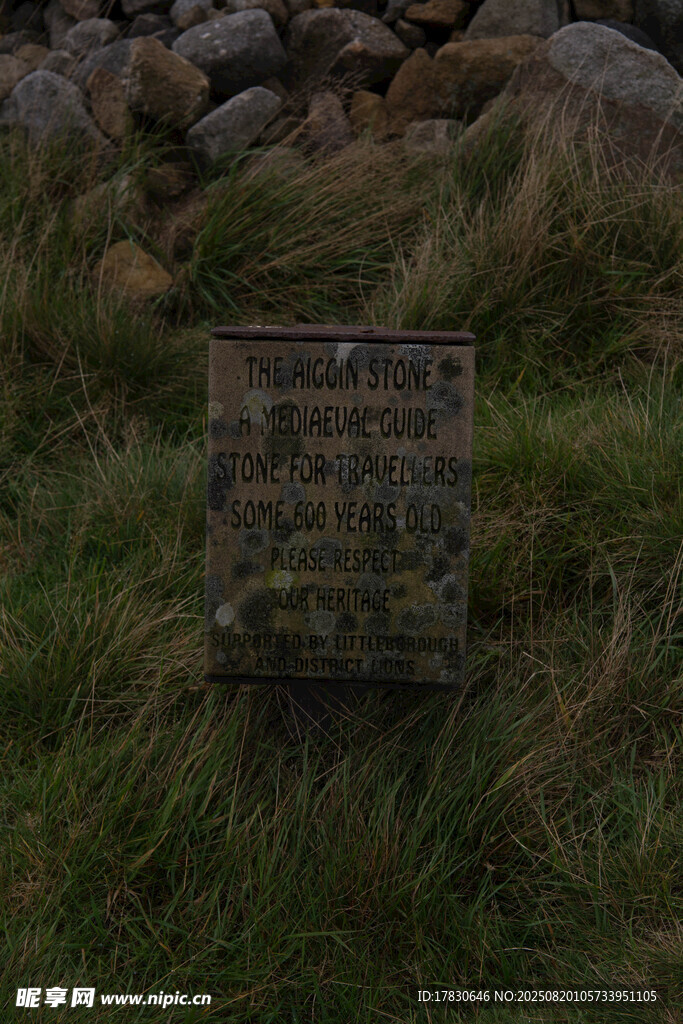 THE AIGGIN STONE
A MEDIAEVAL GUIDE
STONE FOR TRAVELLERS
SOME 600 YEARS OLD
PLEASE RESPECT
OUR HERITAGE
SUPPORTED BY LITTLEBOROUGH
AND DISTRICT LIONS
昵享网 www.nipic.cn
ID:17830646 NO:20250820105733951105